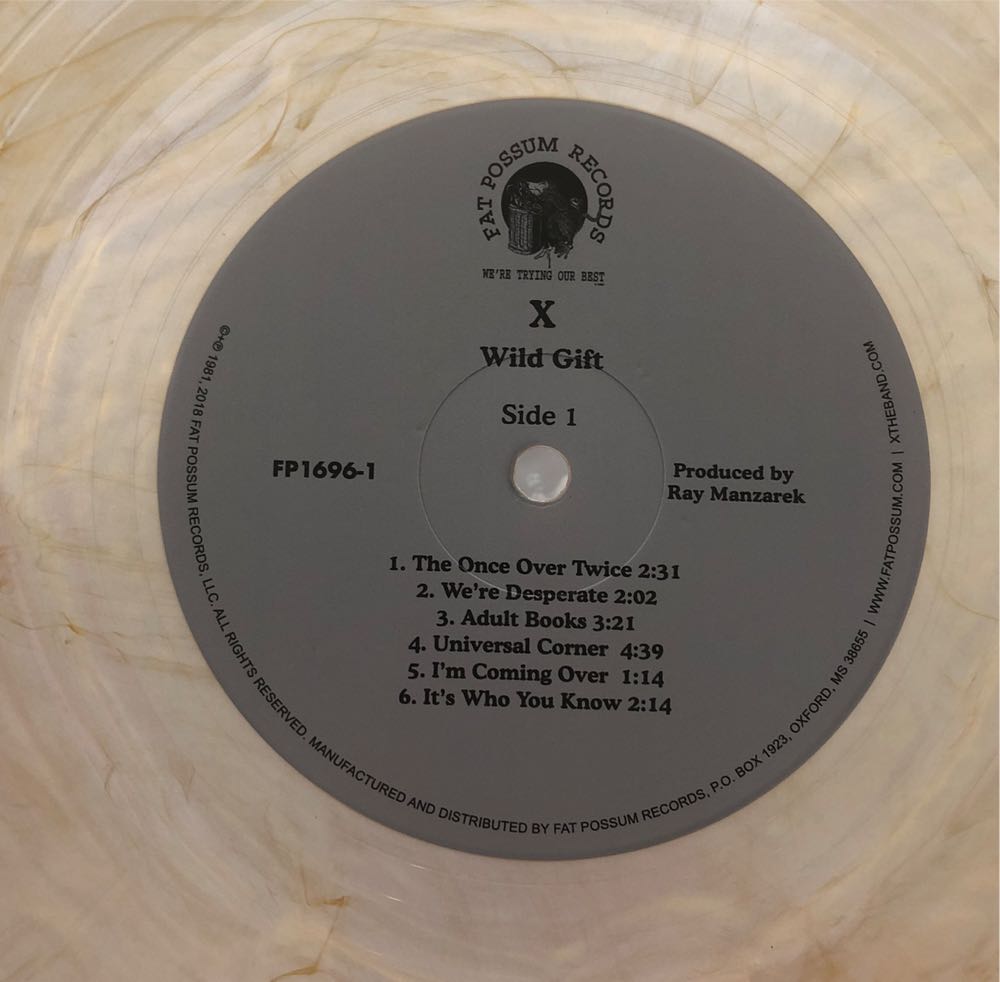 FAT POSSUM RECORDS
WE'RE TRYING OUR BEST
X
Wild Gift
Side 1
FP1696-1
Produced by
Ray Manzarek
1. The Once Over Twice 2:31
2. We're Desperate 2:02
3. Adult Books 3:21
4. Universal Corner 4:39
5. I'm Coming Over 1:14
6. It's Who You Know 2:14
©+℗ 1981, 2018 FAT POSSUM RECORDS, LLC. ALL RIGHTS RESERVED. MANUFACTURED AND DISTRIBUTED BY FAT POSSUM RECORDS, P.O. BOX 1923, OXFORD, MS 38655 | WWW.FATPOSSUM.COM | XTHEBAND.COM